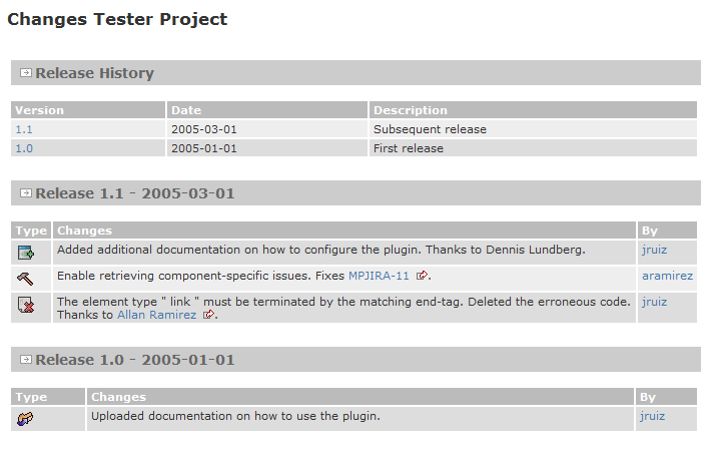 Changes Tester Project
Release History
Version Date Description
1.1 2005-03-01 Subsequent release
1.0 2005-01-01 First release
Release 1.1 - 2005-03-01
Type Changes By
Added additional documentation on how to configure the plugin. Thanks to Dennis Lundberg. jruiz
Enable retrieving component-specific issues. Fixes MPJIRA-11 . aramirez
The element type " link " must be terminated by the matching end-tag. Deleted the erroneous code. jruiz
Thanks to Allan Ramirez .
Release 1.0 - 2005-01-01
Type Changes By
Uploaded documentation on how to use the plugin. jruiz